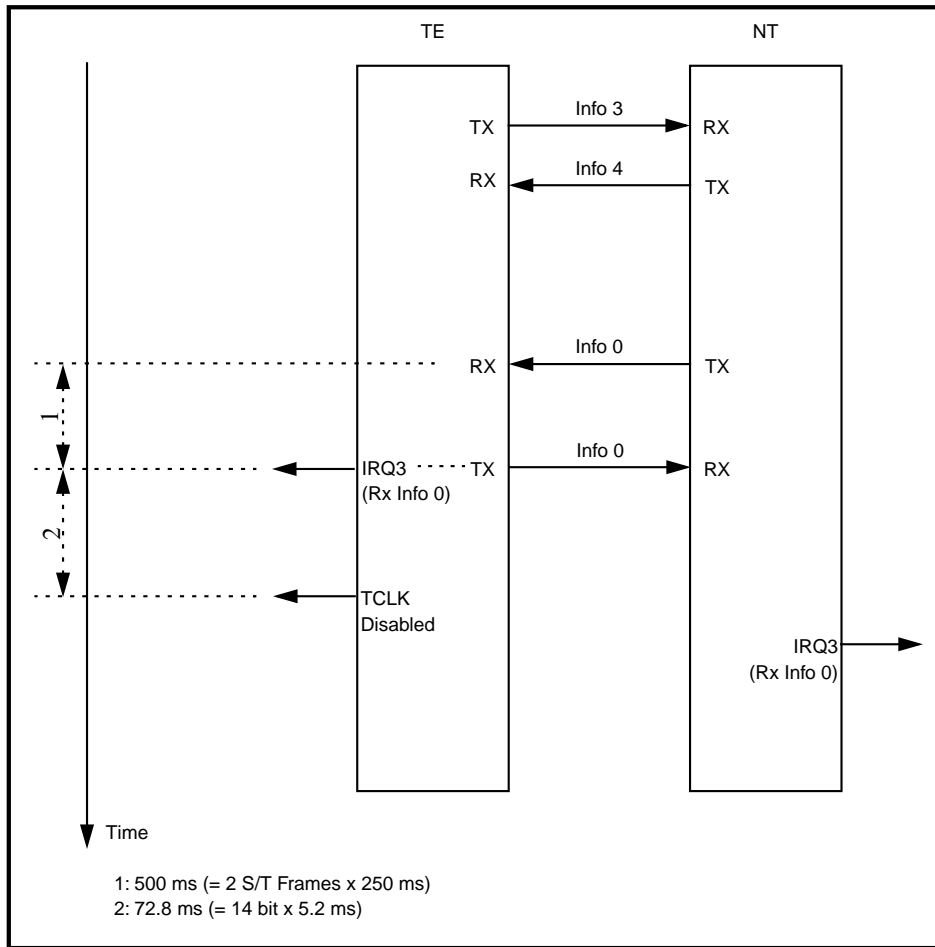 TE NT
TX Info 3 RX
RX Info 4 TX
RX Info 0 TX
1
IRQ3 TX Info 0 RX
(Rx Info 0)
2
TCLK
Disabled
IRQ3
(Rx Info 0)
Time
1: 500 ms (= 2 S/T Frames x 250 ms)
2: 72.8 ms (= 14 bit x 5.2 ms)